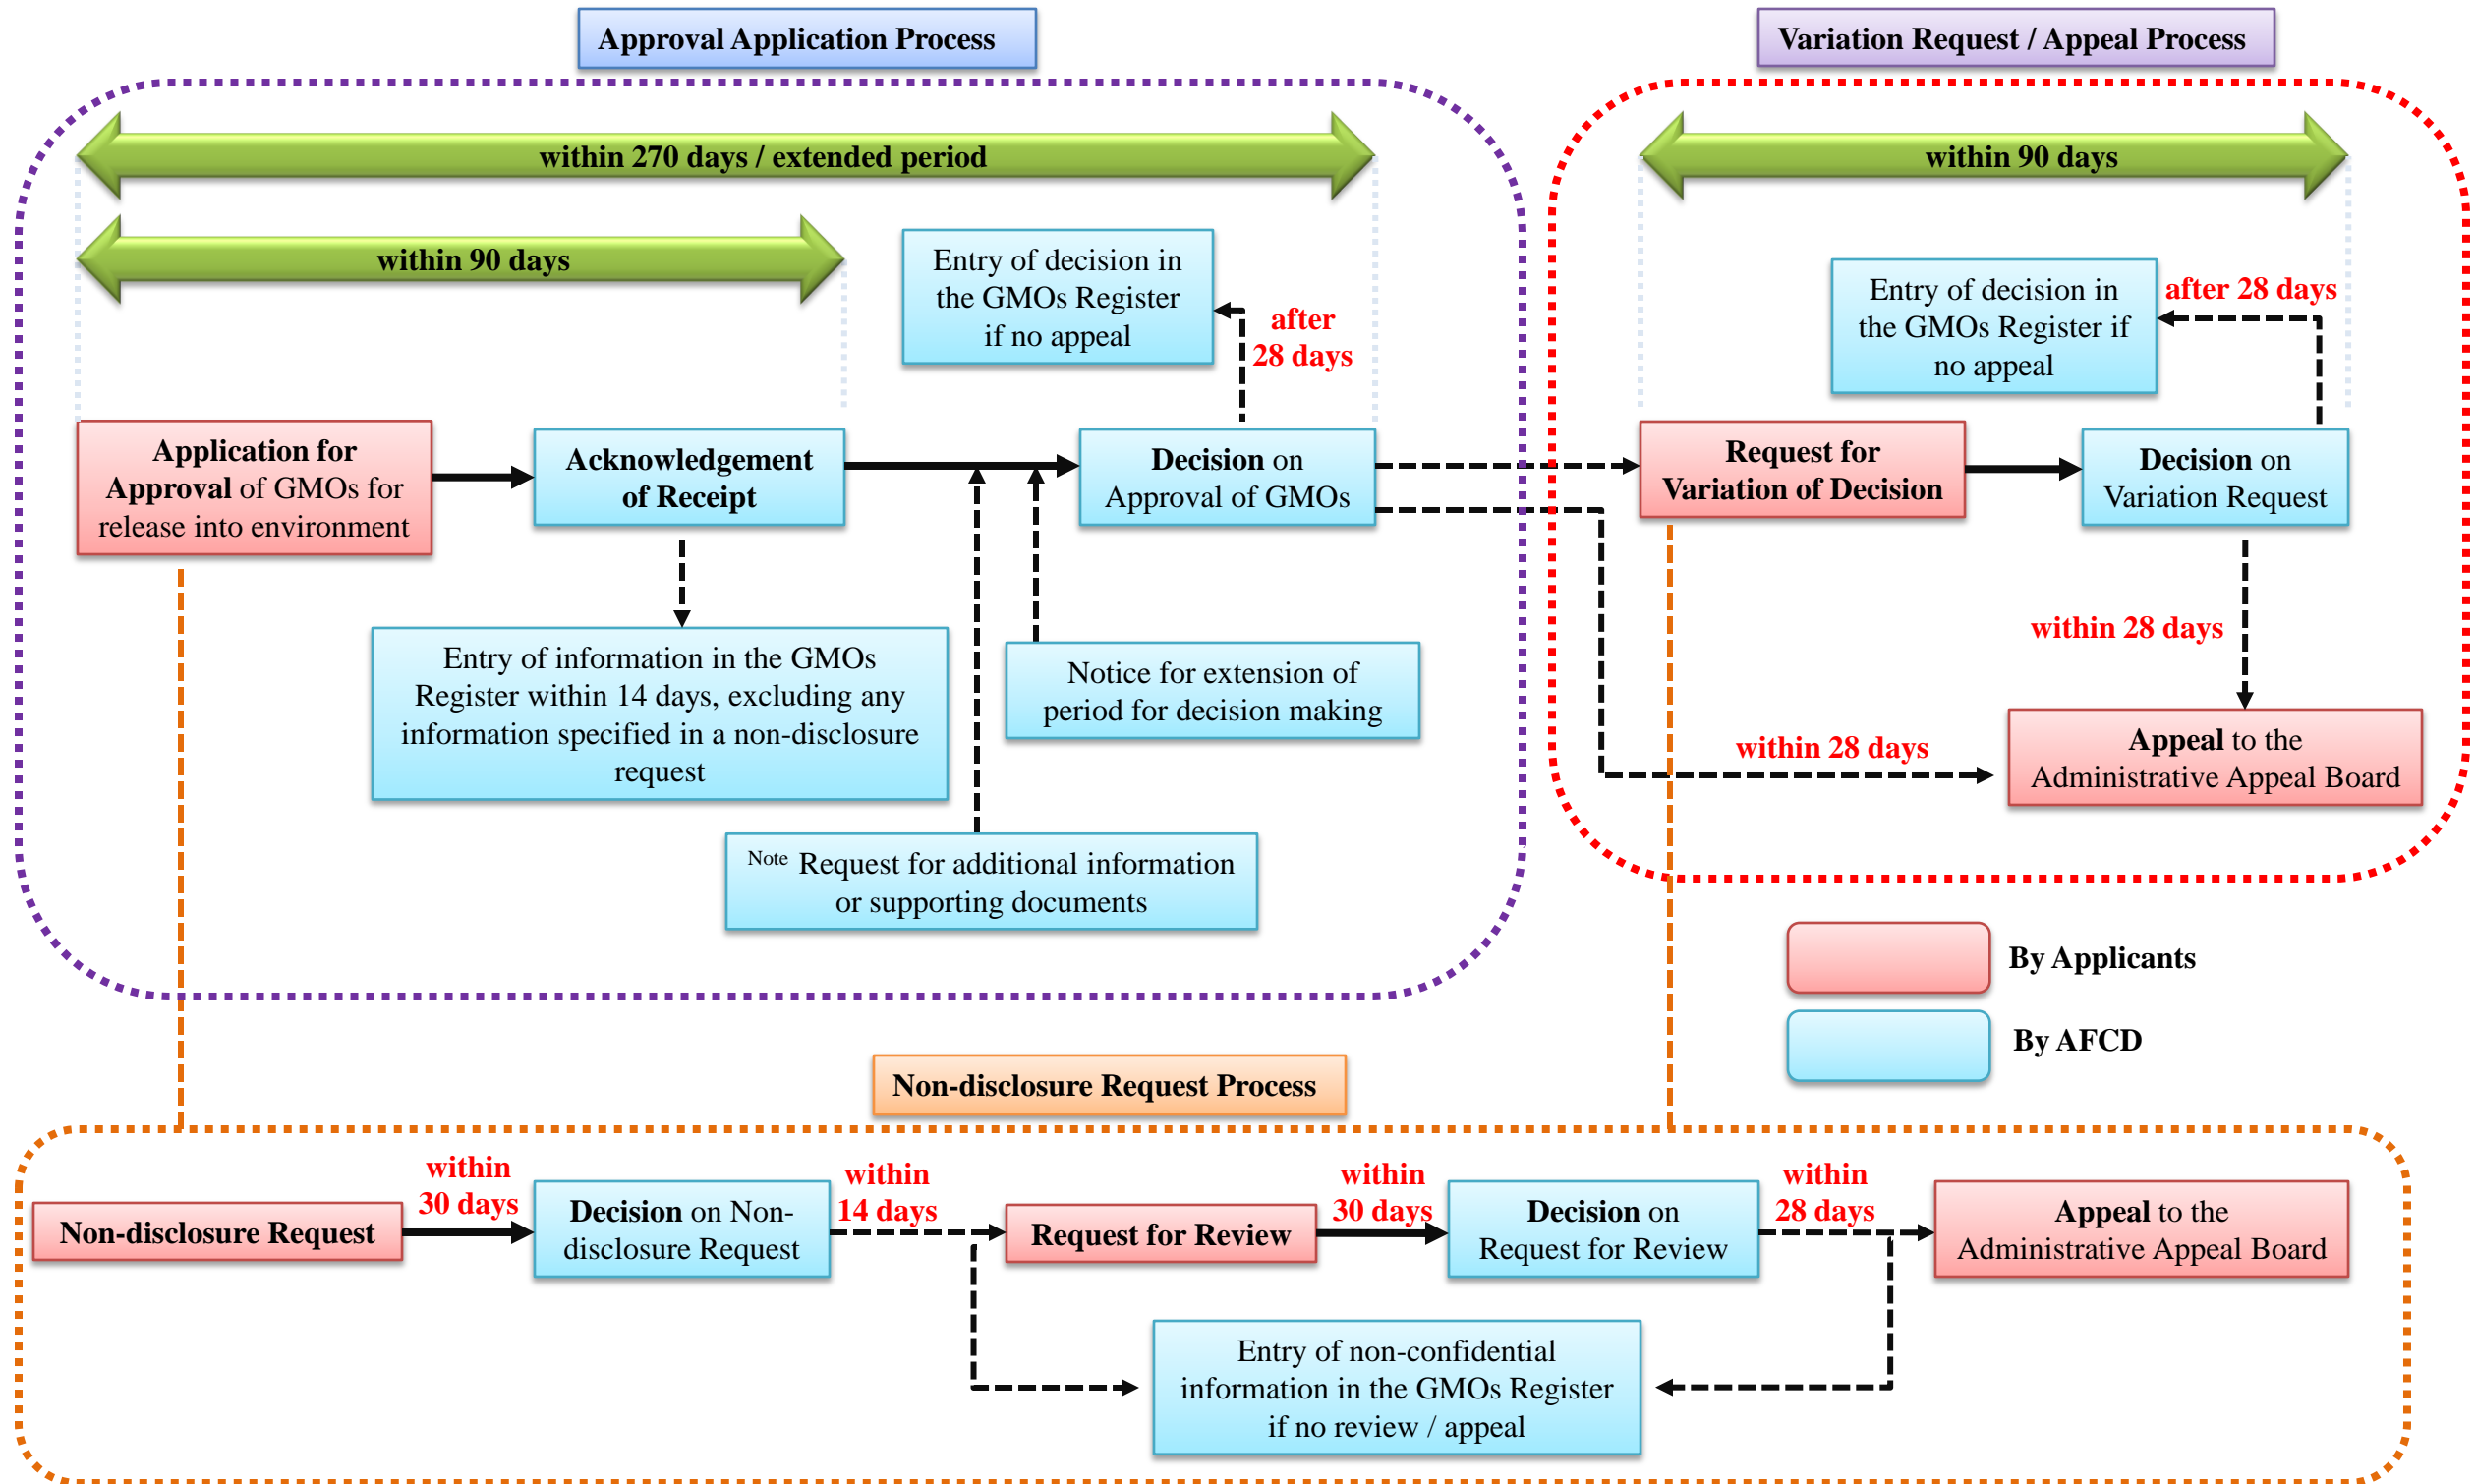 Approval Application Process
Variation Request / Appeal Process
within 270 days / extended period
within 90 days
within 90 days
Entry of decision in
the GMOs Register
if no appeal
after
28 days
Entry of decision in
the GMOs Register if
no appeal
after 28 days
Application for
Approval of GMOs for
release into environment
Acknowledgement
of Receipt
Decision on
Approval of GMOs
Request for
Variation of Decision
Decision on
Variation Request
Entry of information in the GMOs
Register within 14 days, excluding any
information specified in a non-disclosure
request
Notice for extension of
period for decision making
within 28 days
within 28 days
Appeal to the
Administrative Appeal Board
Note Request for additional information
or supporting documents
By Applicants
By AFCD
Non-disclosure Request Process
Non-disclosure Request
within
30 days
Decision on Non-
disclosure Request
within
14 days
Request for Review
within
30 days
Decision on
Request for Review
within
28 days
Appeal to the
Administrative Appeal Board
Entry of non-confidential
information in the GMOs Register
if no review / appeal